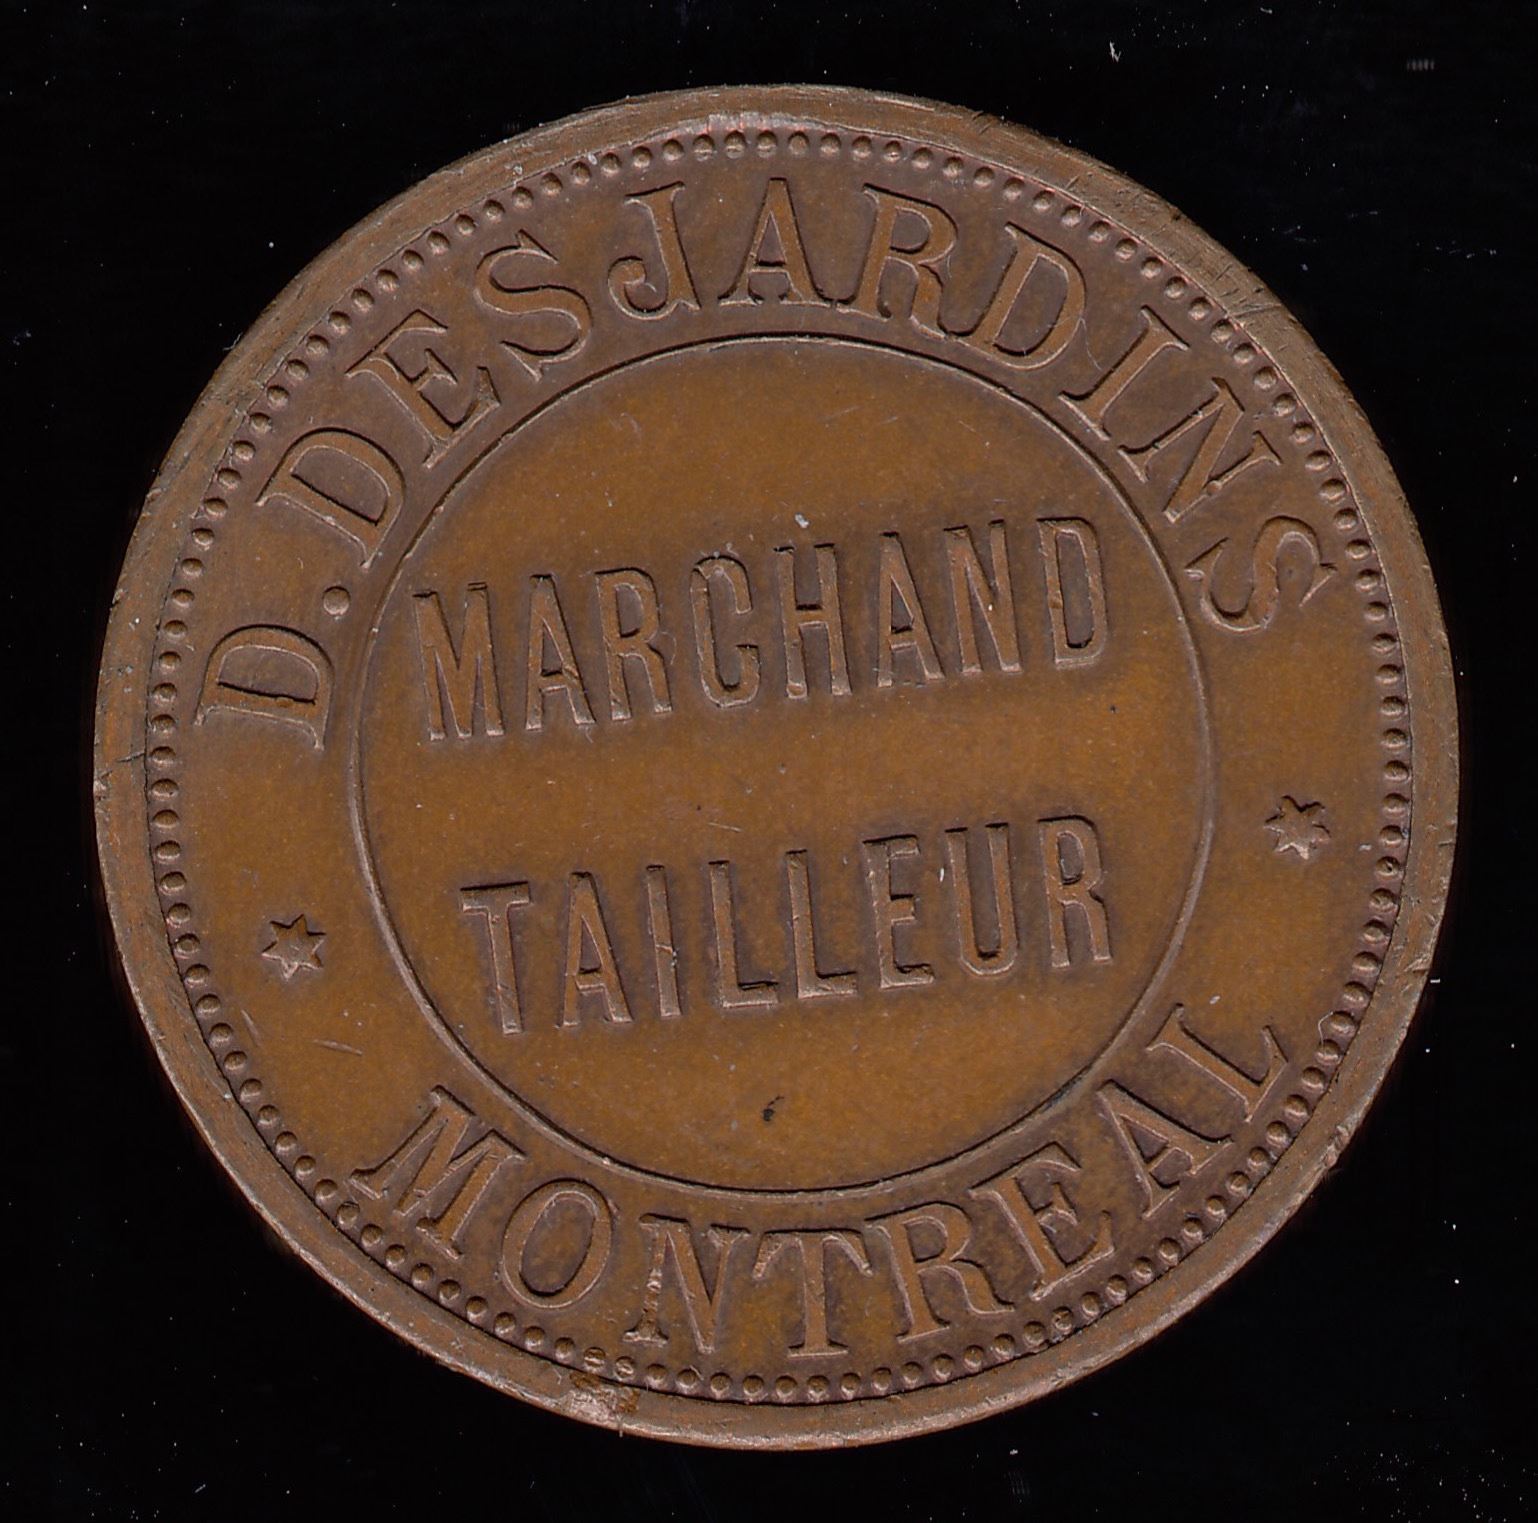 D. DESJARDINS
MARCHAND
TAILLEUR
MONTREAL